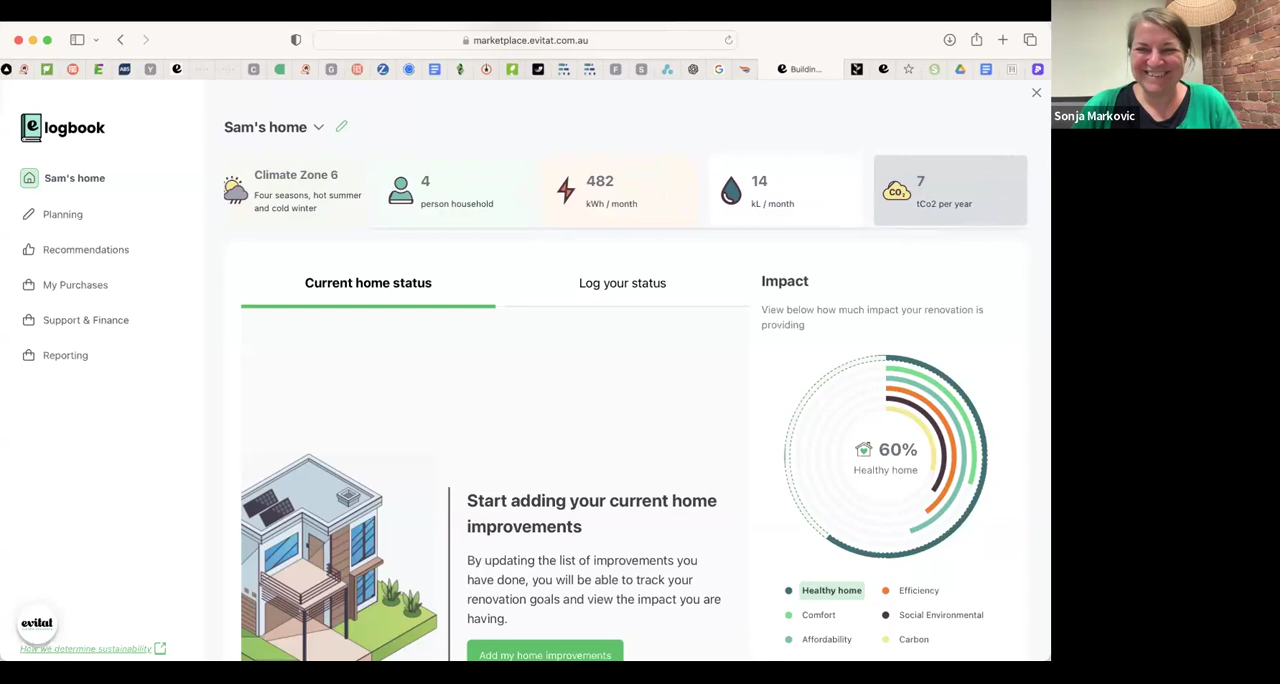 marketplace.evitat.com.au
ABS
Buildin...
Sonja Markovic
e logbook
Sam's home
Planning
Recommendations
My Purchases
Support & Finance
Reporting
evitat
How we determine sustainability
Sam's home
Climate Zone 6
Four seasons, hot summer
and cold winter
4
person household
482
kWh / month
14
kL / month
CO2
7
tCo2 per year
Current home status
Log your status
Start adding your current home
improvements
By updating the list of improvements you
have done, you will be able to track your
renovation goals and view the impact you are
having.
Add my home improvements
Impact
View below how much impact your renovation is
providing
60%
Healthy home
Healthy home
Efficiency
Comfort
Social Environmental
Affordability
Carbon